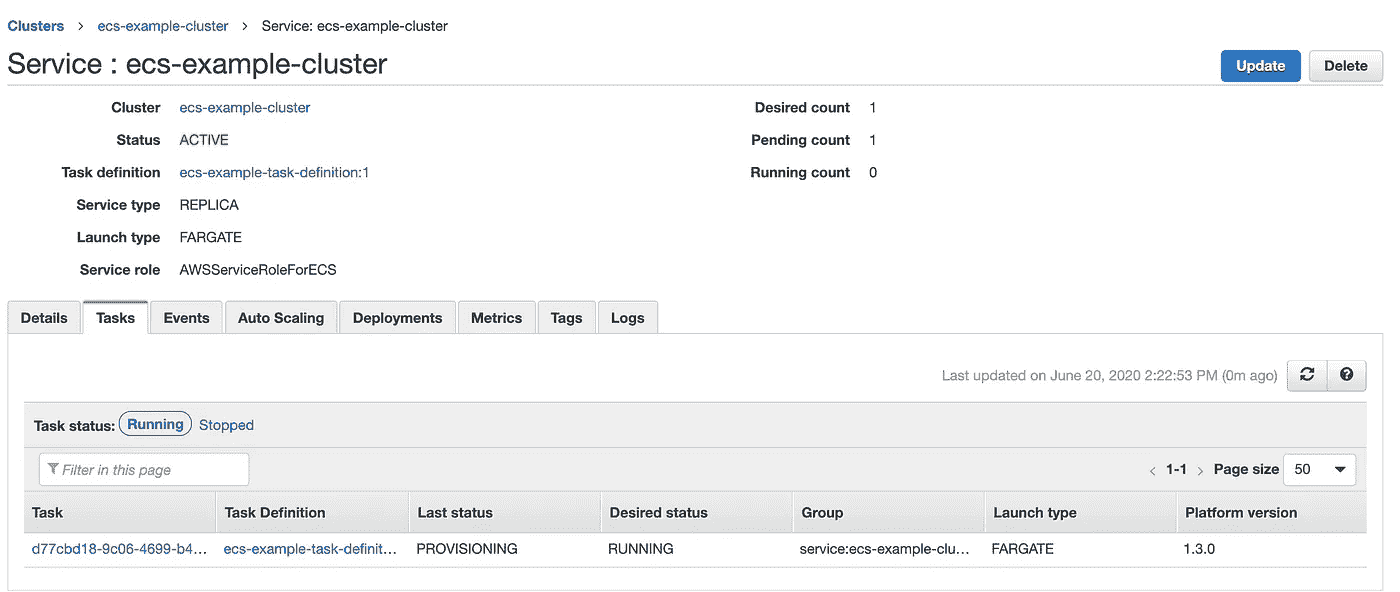 Clusters > ecs-example-cluster > Service: ecs-example-cluster
Service : ecs-example-cluster
Update Delete
Cluster ecs-example-cluster
Status ACTIVE
Task definition ecs-example-task-definition:1
Service type REPLICA
Launch type FARGATE
Service role AWSServiceRoleForECS
Desired count 1
Pending count 1
Running count 0
Details Tasks Events Auto Scaling Deployments Metrics Tags Logs
Last updated on June 20, 2020 2:22:53 PM (0m ago)
Task status: Running Stopped
Filter in this page
< 1-1 > Page size 50
Task Task Definition Last status Desired status Group Launch type Platform version
d77cbd18-9c06-4699-b4... ecs-example-task-definit... PROVISIONING RUNNING service:ecs-example-clu... FARGATE 1.3.0